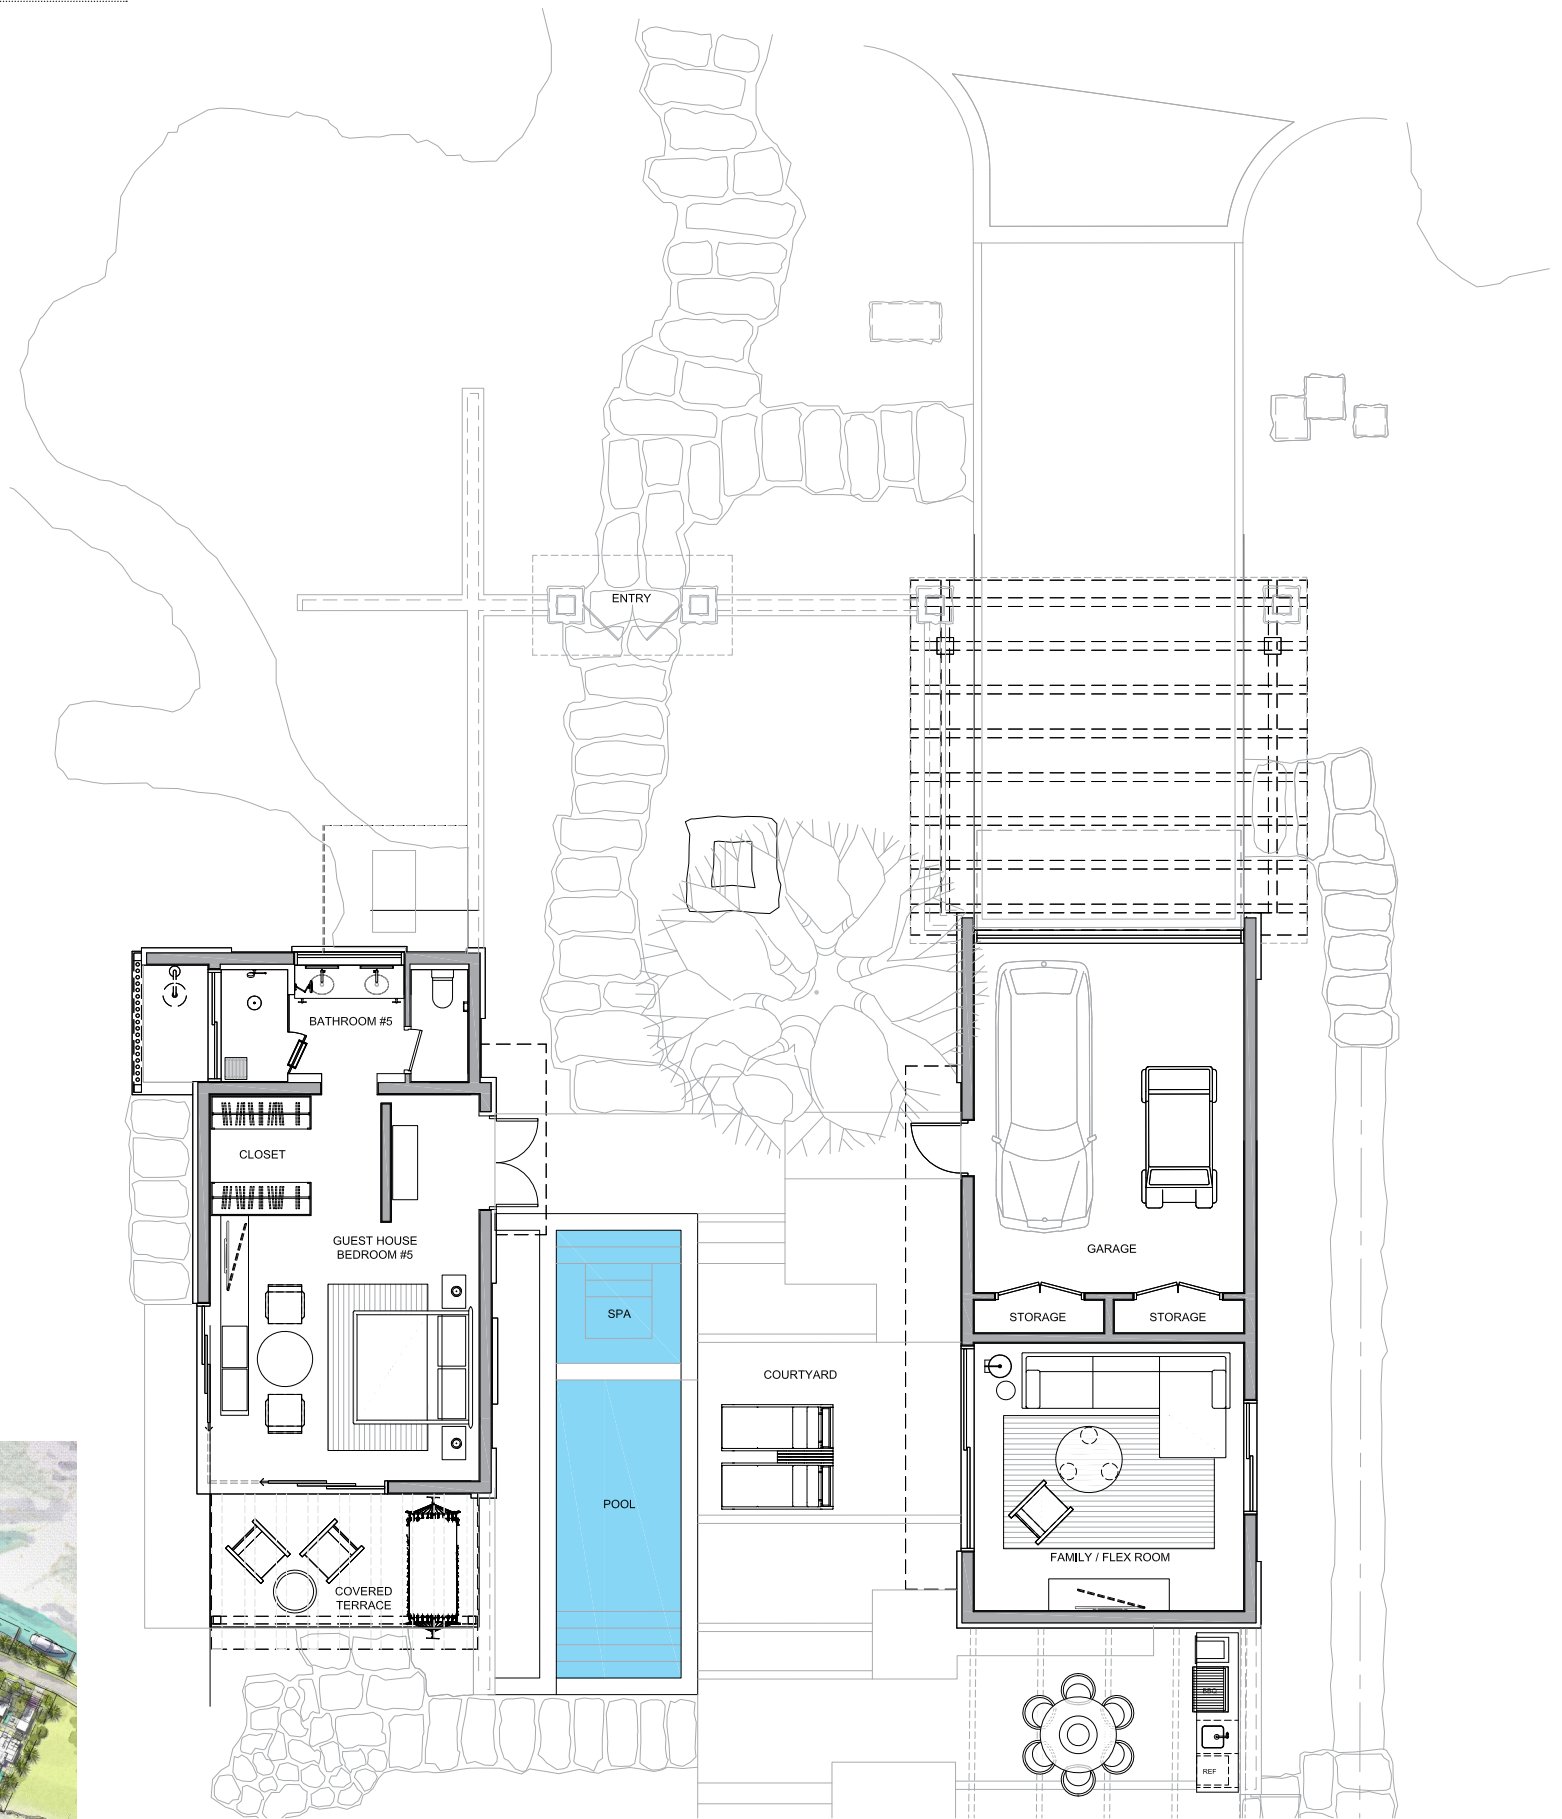 ENTRY
BATHROOM #5
CLOSET
GUEST HOUSE
BEDROOM #5
GARAGE
SPA
STORAGE
STORAGE
COURTYARD
POOL
FAMILY / FLEX ROOM
COVERED
TERRACE
BBQ
REF